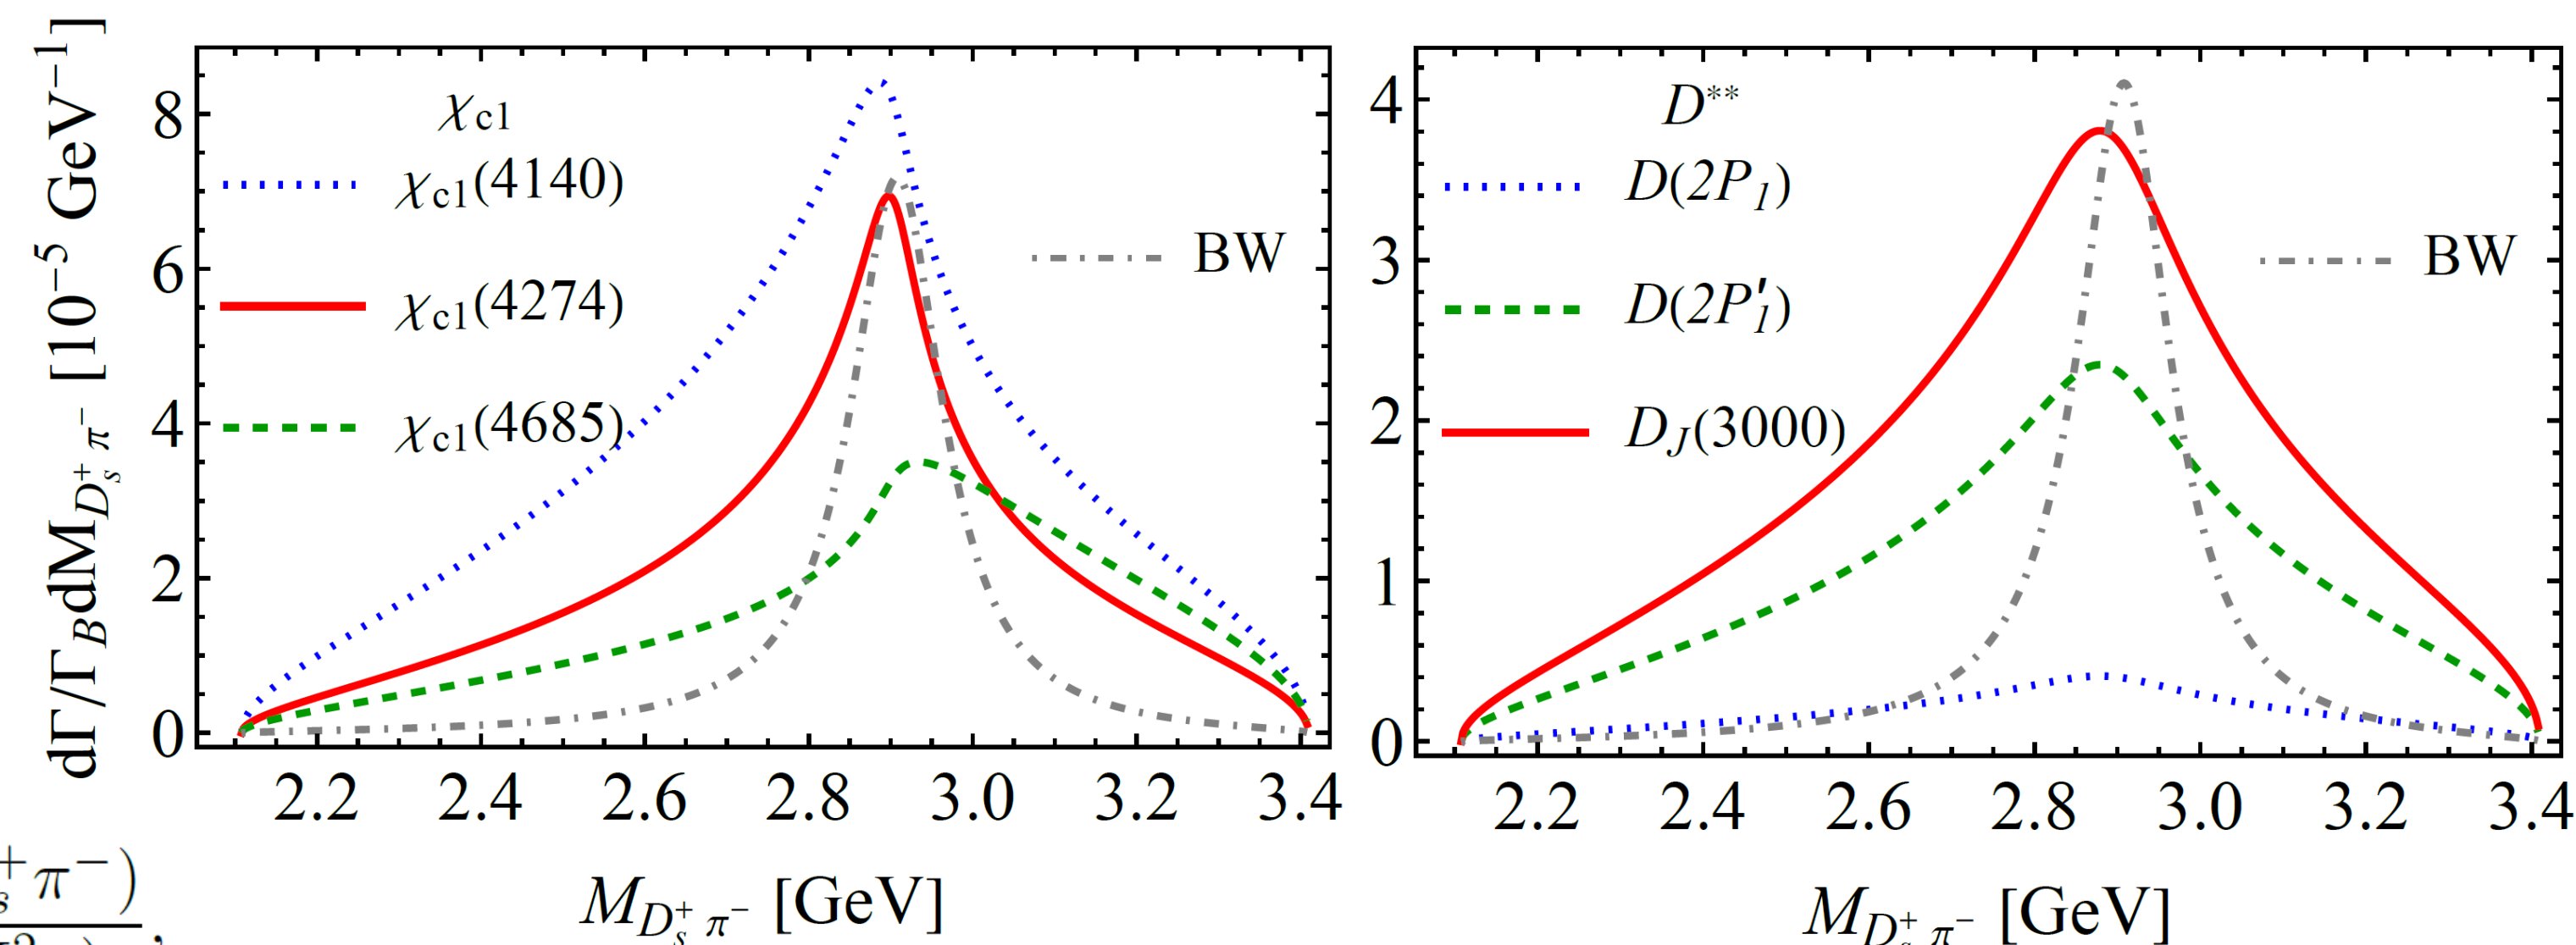 dΓ/Γ_B dM_{D_s^+ π^-} [10^{-5} GeV^{-1}]
8
6
4
2
0
χ_{c1}
χ_{c1}(4140)
χ_{c1}(4274)
χ_{c1}(4685)
BW
2.2 2.4 2.6 2.8 3.0 3.2 3.4
M_{D_s^+ π^-} [GeV]
4
3
2
1
0
D^{**}
D(2P_1)
D(2P'_1)
D_J(3000)
BW
2.2 2.4 2.6 2.8 3.0 3.2 3.4
M_{D_s^+ π^-} [GeV]
_s^+ π^-)
,